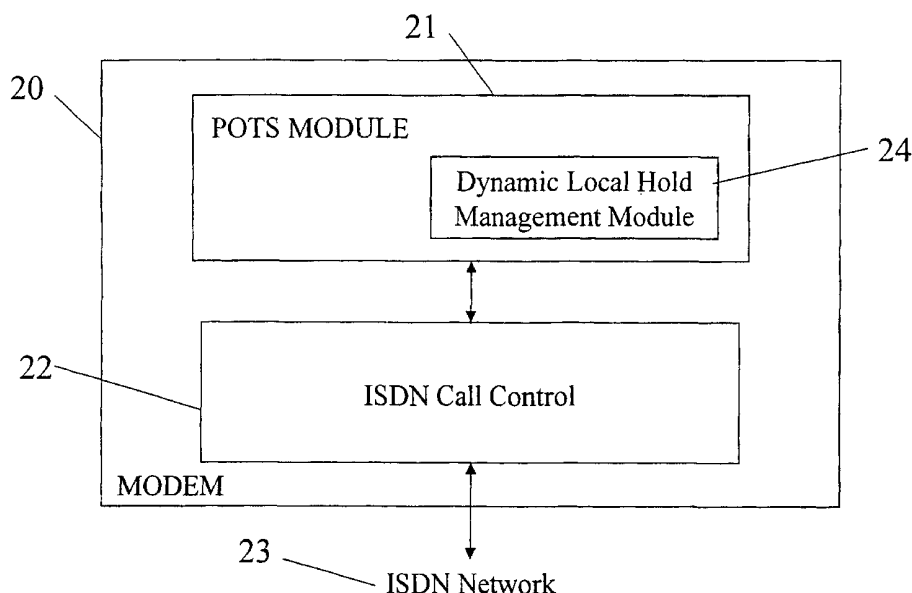 21
20
POTS MODULE
24
Dynamic Local Hold
Management Module
22
ISDN Call Control
MODEM
23
ISDN Network